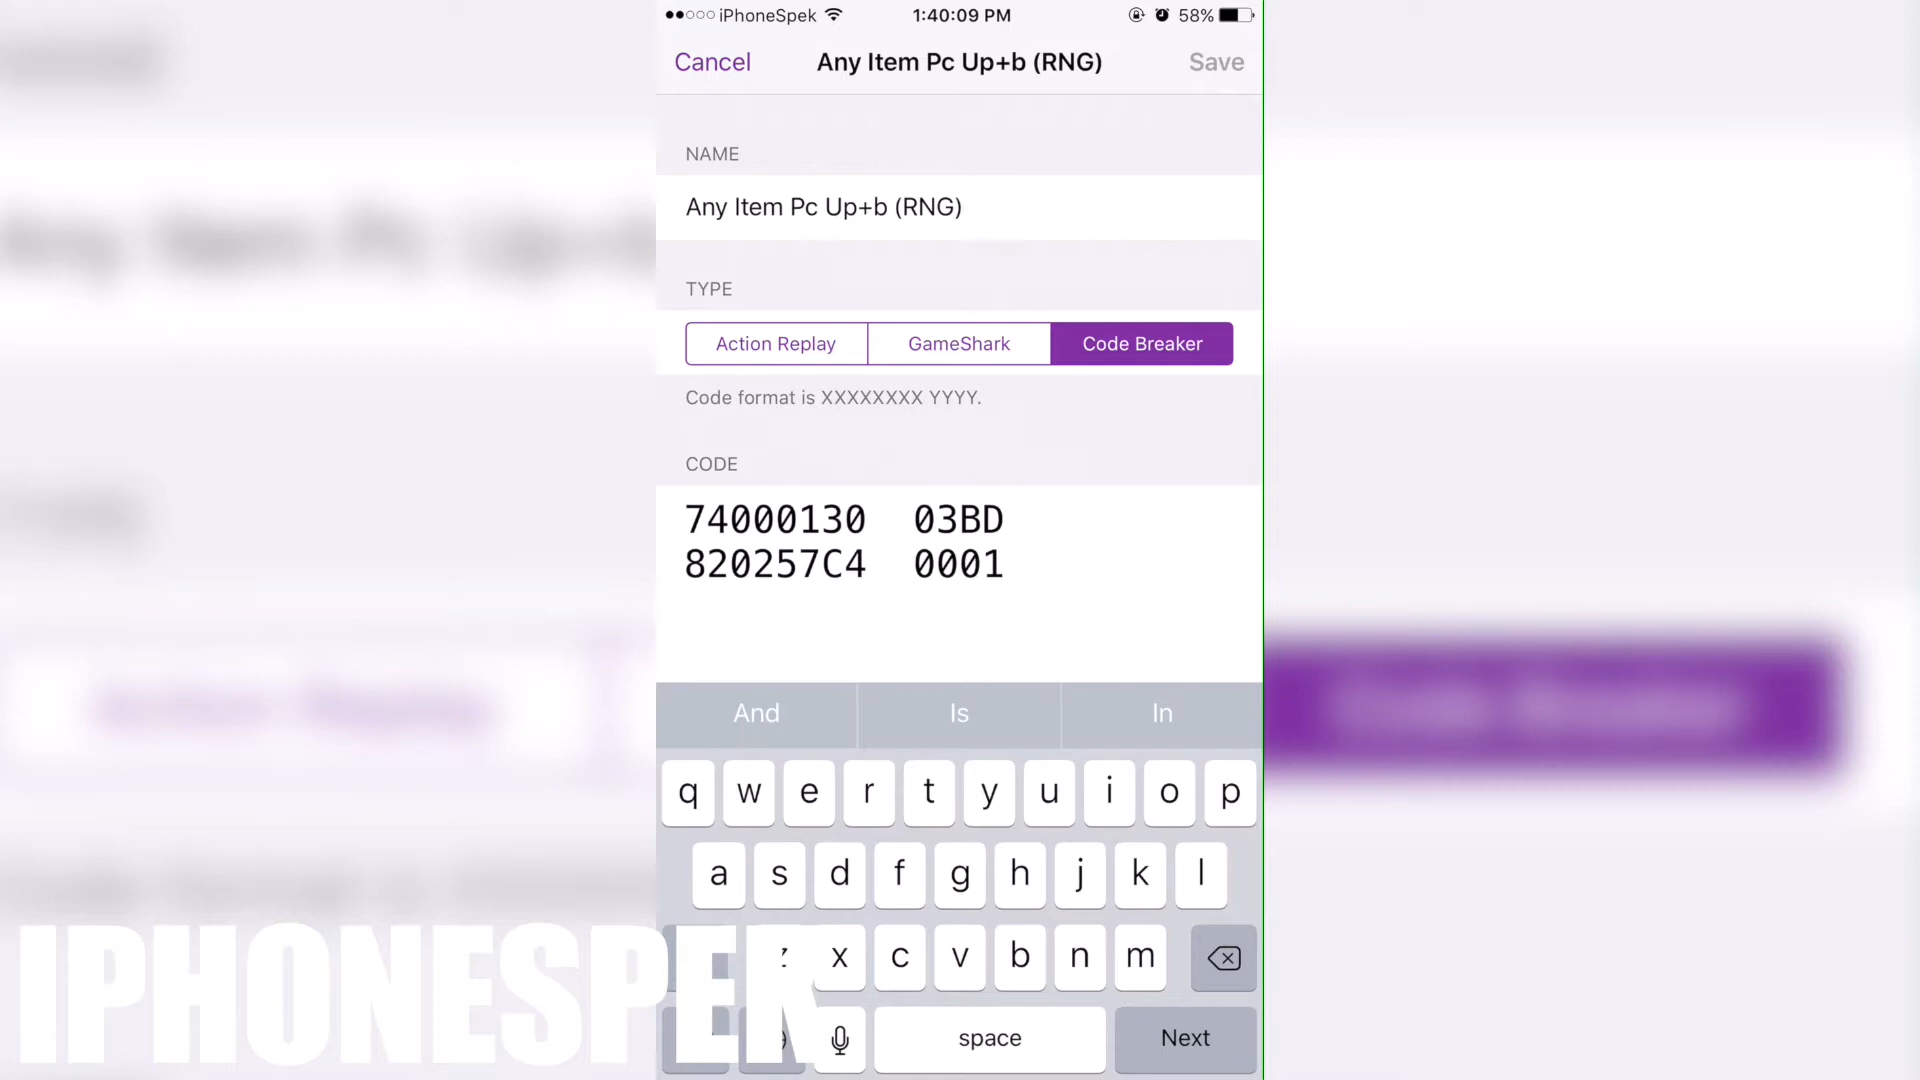 iPhoneSpek 1:40:09 PM 58%
Cancel Any Item Pc Up+b (RNG) Save
NAME
Any Item Pc Up+b (RNG)
TYPE
Action Replay GameShark Code Breaker
Code format is XXXXXXXX YYYY.
CODE
74000130 03BD
820257C4 0001
And Is In
q w e r t y u i o p
a s d f g h j k l
z x c v b n m
space Next
IPHONESPEK